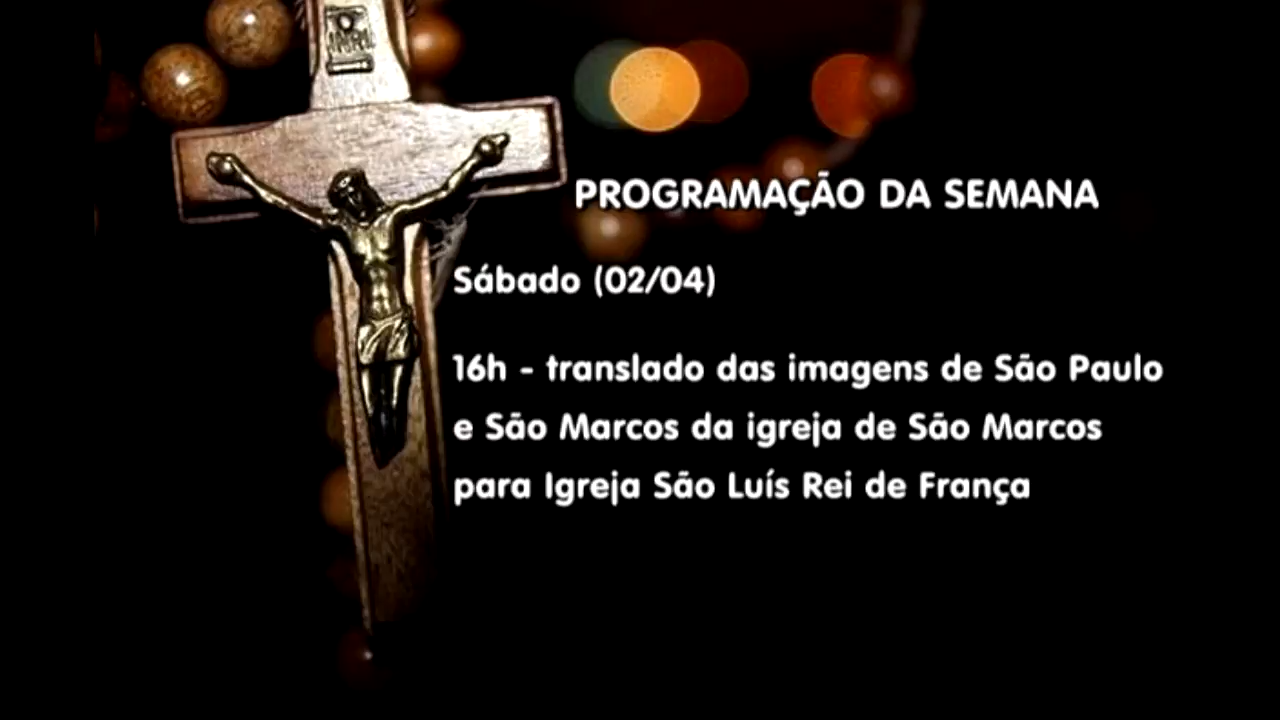 INRI
PROGRAMAÇÃO DA SEMANA
Sábado (02/04)
16h - translado das imagens de São Paulo
e São Marcos da igreja de São Marcos
para Igreja São Luís Rei de França